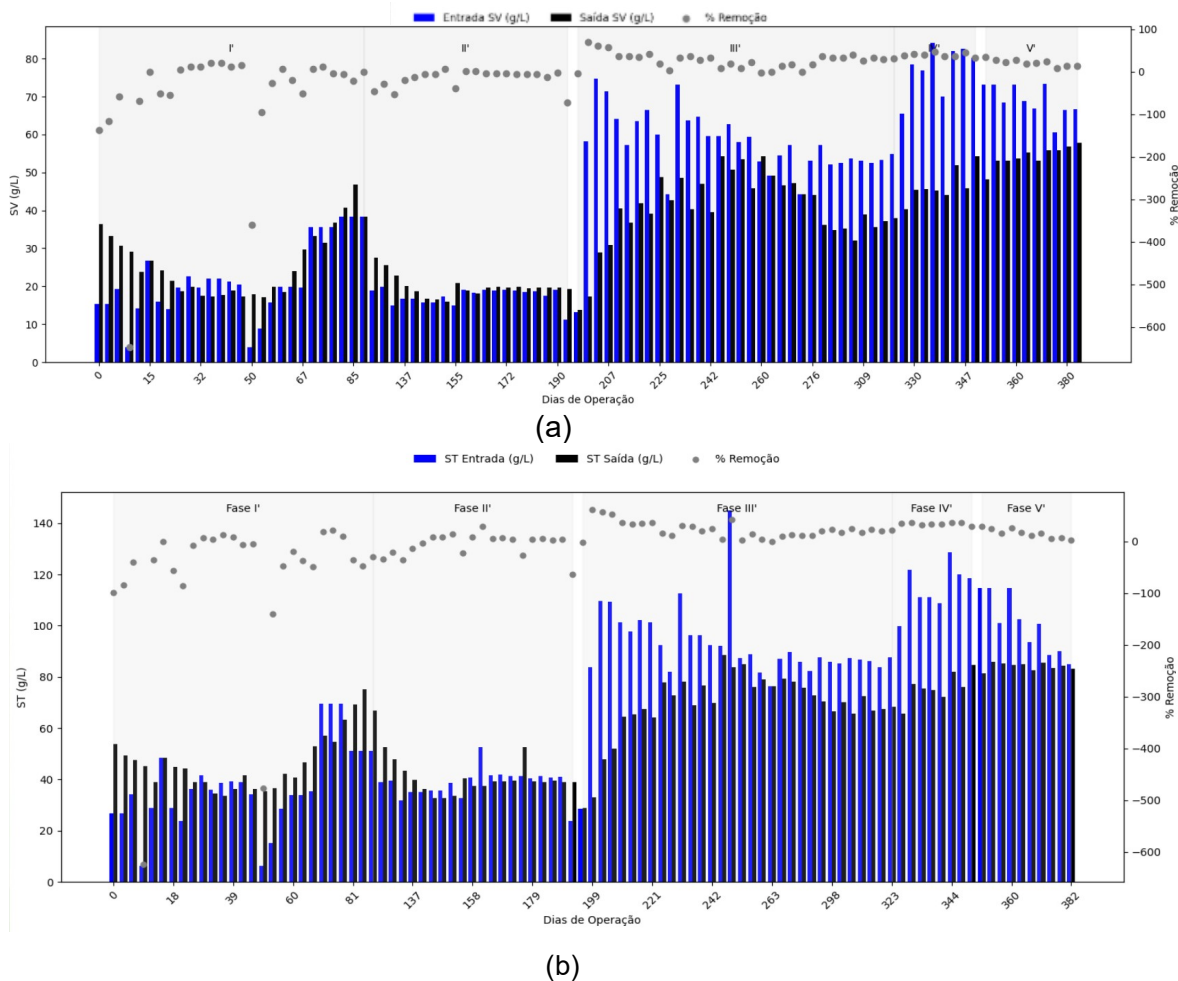 Entrada SV (g/L) Saída SV (g/L) % Remoção
I' II' III' IV' V'
80
70
60
50
40
30
20
10
0
SV (g/L)
100
0
−100
−200
−300
−400
−500
−600
% Remoção
0 15 32 50 67 85 137 155 172 190 207 225 242 260 276 309 330 347 360 380
Dias de Operação
(a)
ST Entrada (g/L) ST Saída (g/L) % Remoção
Fase I' Fase II' Fase III' Fase IV' Fase V'
140
120
100
80
60
40
20
0
ST (g/L)
0
−100
−200
−300
−400
−500
−600
% Remoção
0 18 39 60 81 137 158 179 199 221 242 263 298 323 344 360 382
Dias de Operação
(b)